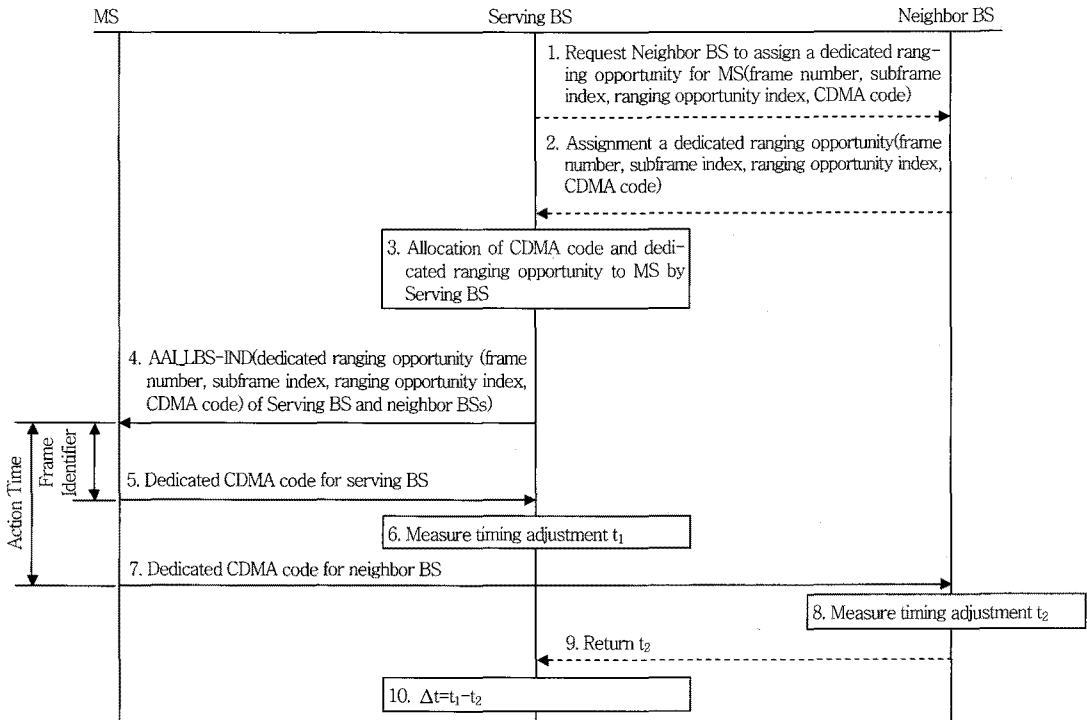 MS
Serving BS
Neighbor BS
1. Request Neighbor BS to assign a dedicated rang-
ing opportunity for MS(frame number, subframe
index, ranging opportunity index, CDMA code)
2. Assignment a dedicated ranging opportunity(frame
number, subframe index, ranging opportunity index,
CDMA code)
3. Allocation of CDMA code and dedi-
cated ranging opportunity to MS by
Serving BS
4. AAI_LBS-IND(dedicated ranging opportunity (frame
number, subframe index, ranging opportunity index,
CDMA code) of Serving BS and neighbor BSs)
Action Time
Frame
Identifier
5. Dedicated CDMA code for serving BS
6. Measure timing adjustment t₁
7. Dedicated CDMA code for neighbor BS
8. Measure timing adjustment t₂
9. Return t₂
10. Δt=t₁-t₂